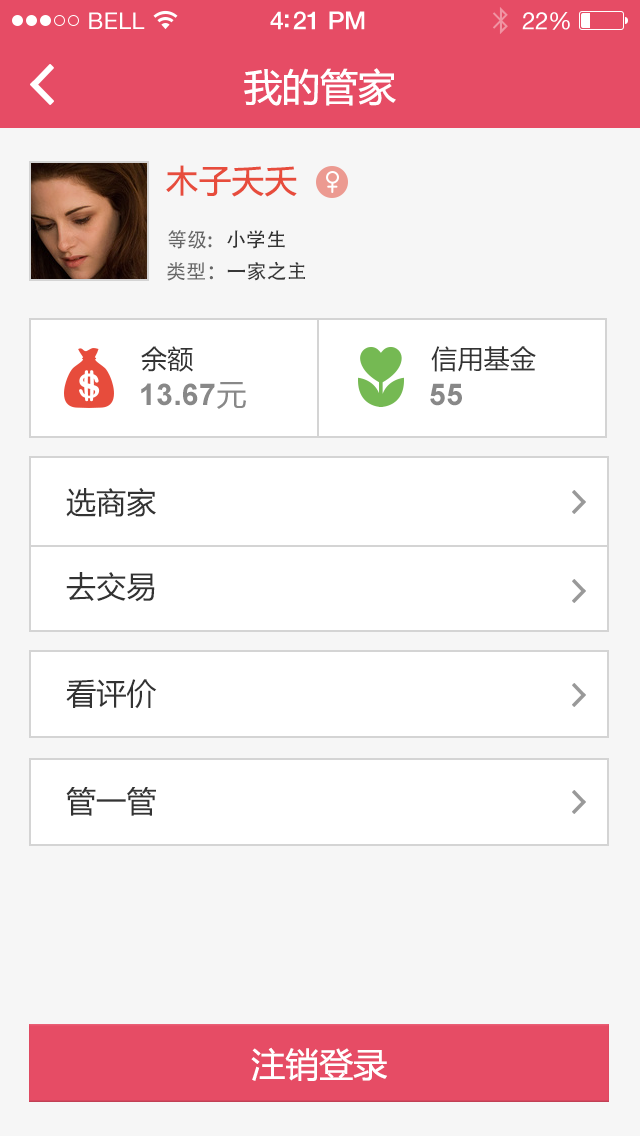 BELL 4:21 PM 22%
我的管家
木子夭夭
等级: 小学生
类型: 一家之主
余额
13.67元
信用基金
55
选商家
去交易
看评价
管一管
注销登录